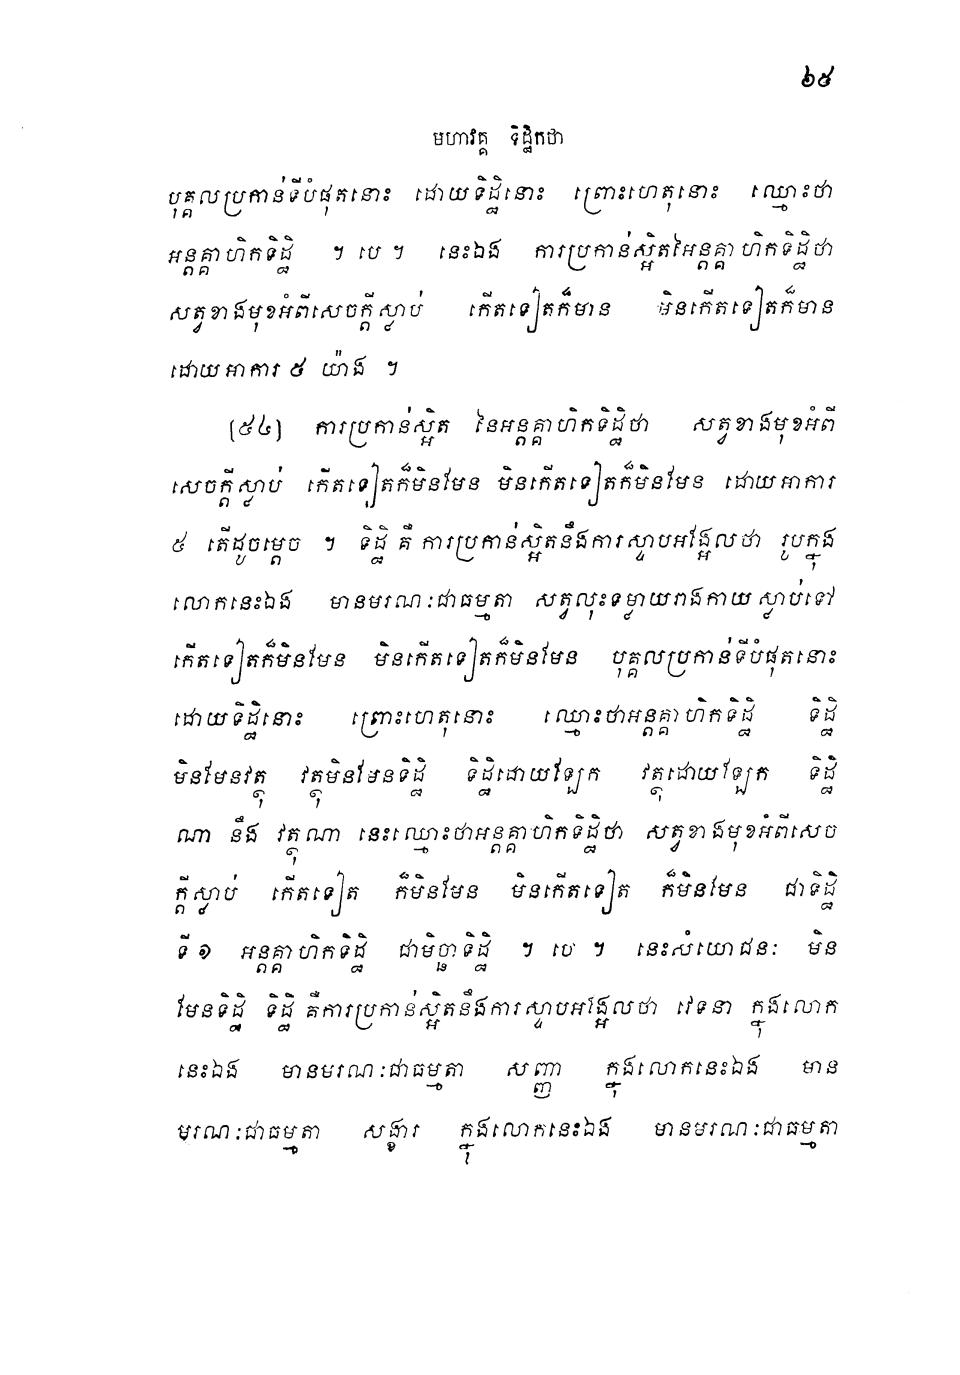 ៦៥
មហាវគ្គ ទិដ្ឋិកថា
បុគ្គលប្រកាន់ទីបំផុតនោះ ដោយទិដ្ឋិនោះ ព្រោះហេតុនោះ ឈ្មោះថា
អន្តគ្គាហិកទិដ្ឋិ ។ បេ ។ នេះឯង ការប្រកាន់ស្អិតអៃអន្តគ្គាហិកទិដ្ឋិថា
សត្វខាងមុខអំពីសេចក្តីស្លាប់ កើតទៀតក៏មាន មិនកើតទៀតក៏មាន
ដោយអាការ ៥ យ៉ាង ។
(៥៤) ការប្រកាន់ស្អិត នៃអន្តគ្គាហិកទិដ្ឋិថា សត្វខាងមុខអំពី
សេចក្តីស្លាប់ កើតទៀតក៏មិនមែន មិនកើតទៀតក៏មិនមែន ដោយអាការ
៥ តើដូចម្តេច ។ ទិដ្ឋិ គឺ ការប្រកាន់ស្អិតនឹងការស្ទាបអង្អែលថា រូបក្នុង
លោកនេះឯង មានមរណៈជាធម្មតា សត្វលុះទម្លាយរាងកាយ ស្លាប់ទៅ
កើតទៀតក៏មិនមែន មិនកើតទៀតក៏មិនមែន បុគ្គលប្រកាន់ទីបំផុតនោះ
ដោយទិដ្ឋិនោះ ព្រោះហេតុនោះ ឈ្មោះថាអន្តគ្គាហិកទិដ្ឋិ ទិដ្ឋិ
មិនមែនវត្ថុ វត្ថុមិនមែនទិដ្ឋិ ទិដ្ឋិដោយឡែក វត្ថុដោយឡែក ទិដ្ឋិ
ណា នឹង វត្ថុណា នេះឈ្មោះថាអន្តគ្គាហិកទិដ្ឋិថា សត្វខាងមុខអំពីសេច
ក្តីស្លាប់ កើតទៀត ក៏មិនមែន មិនកើតទៀត ក៏មិនមែន ជាទិដ្ឋិ
ទី ១ អន្តគ្គាហិកទិដ្ឋិ ជាមិច្ឆាទិដ្ឋិ ។ បេ ។ នេះសំយោជនៈ មិន
មែនទិដ្ឋិ ទិដ្ឋិ គឺការប្រកាន់ស្អិតនឹងការស្ទាបអង្អែលថា វេទនា ក្នុងលោក
នេះឯង មានមរណៈជាធម្មតា សញ្ញា ក្នុងលោកនេះឯង មាន
មរណៈជាធម្មតា សង្ខារ ក្នុងលោកនេះឯង មានមរណៈជាធម្មតា